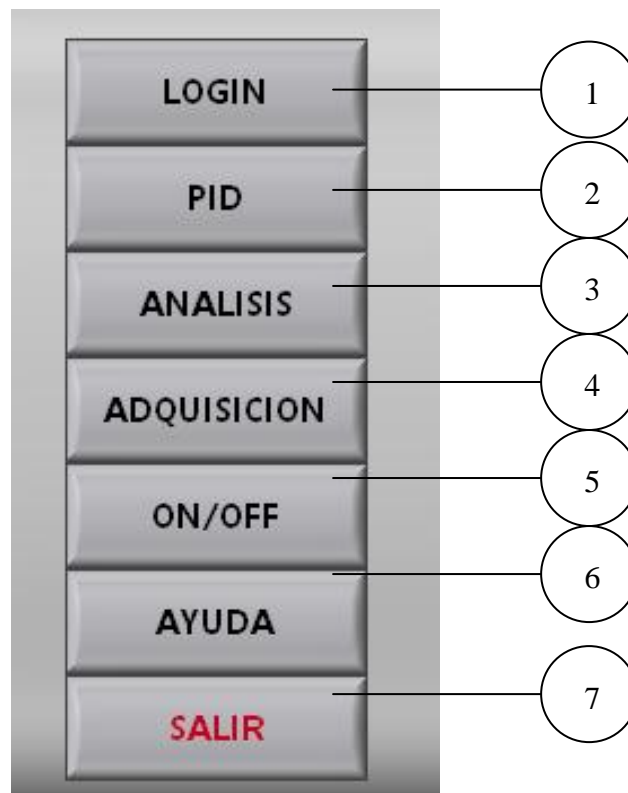 LOGIN 1
PID 2
ANALISIS 3
ADQUISICION 4
ON/OFF 5
AYUDA 6
SALIR 7